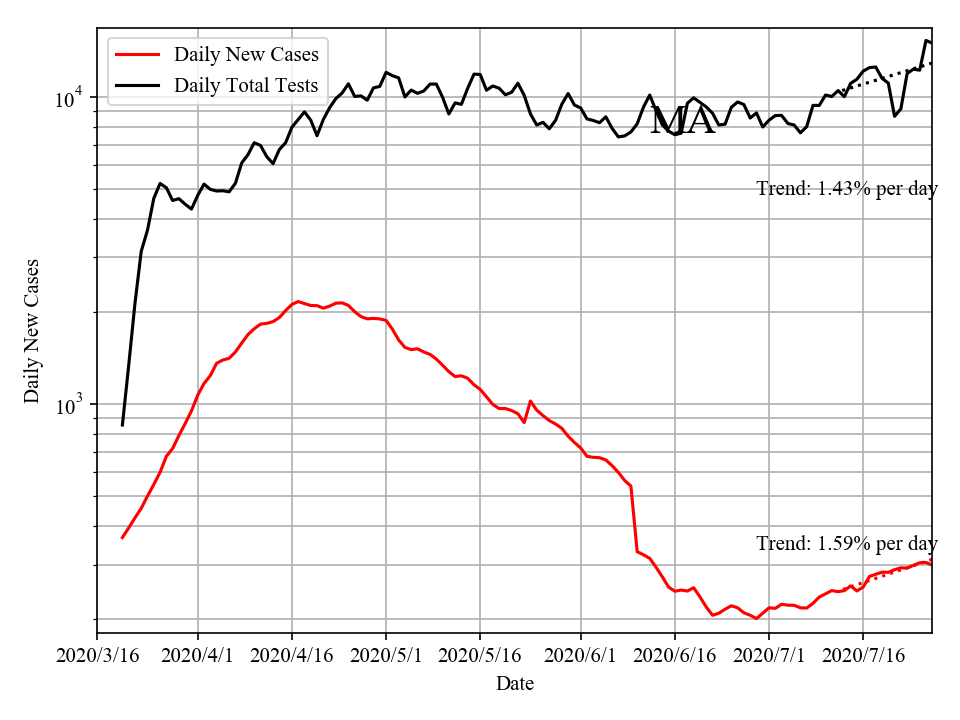 Daily New Cases
Daily Total Tests
10^4
MA
Trend: 1.43% per day
Daily New Cases
10^3
Trend: 1.59% per day
2020/3/16 2020/4/1 2020/4/16 2020/5/1 2020/5/16 2020/6/1 2020/6/16 2020/7/1 2020/7/16
Date